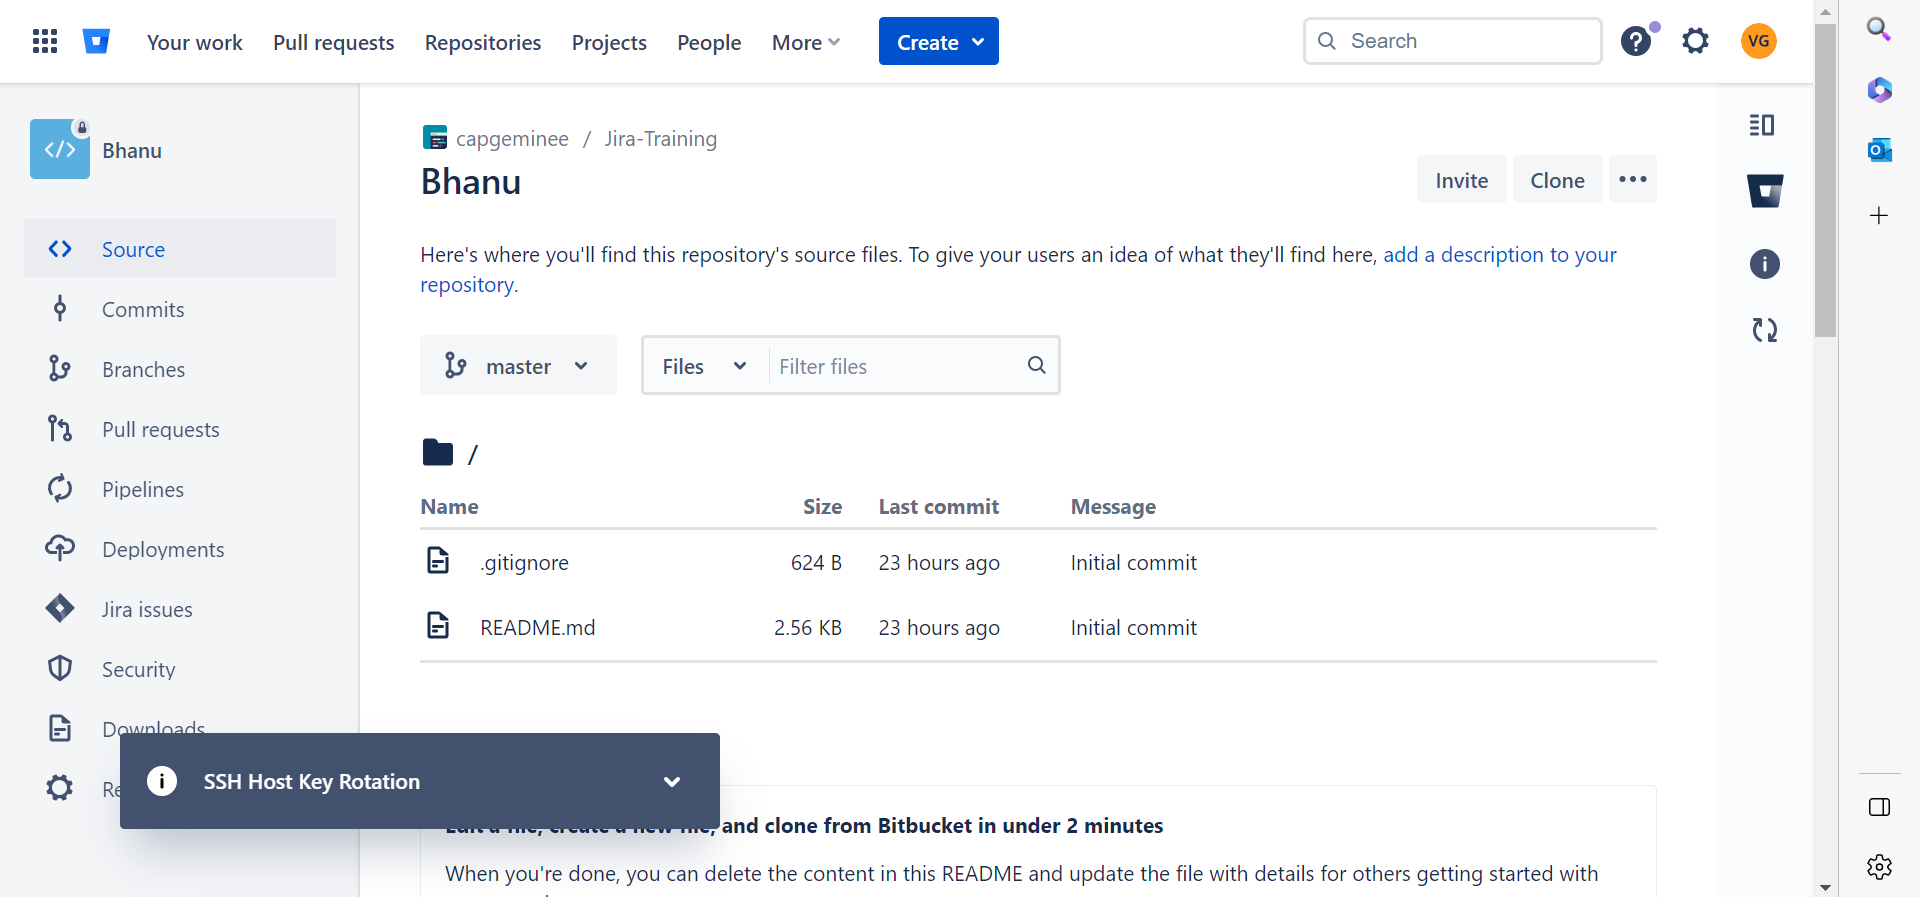 Your work Pull requests Repositories Projects People More Create Search ? VG
</> Bhanu
Source
Commits
Branches
Pull requests
Pipelines
Deployments
Jira issues
Security
Downloads
Re
capgeminee / Jira-Training
Bhanu
Invite Clone
Here's where you'll find this repository's source files. To give your users an idea of what they'll find here, add a description to your
repository.
master Files Filter files
/
Name Size Last commit Message
.gitignore 624 B 23 hours ago Initial commit
README.md 2.56 KB 23 hours ago Initial commit
SSH Host Key Rotation
Edit a file, create a new file, and clone from Bitbucket in under 2 minutes
When you're done, you can delete the content in this README and update the file with details for others getting started with